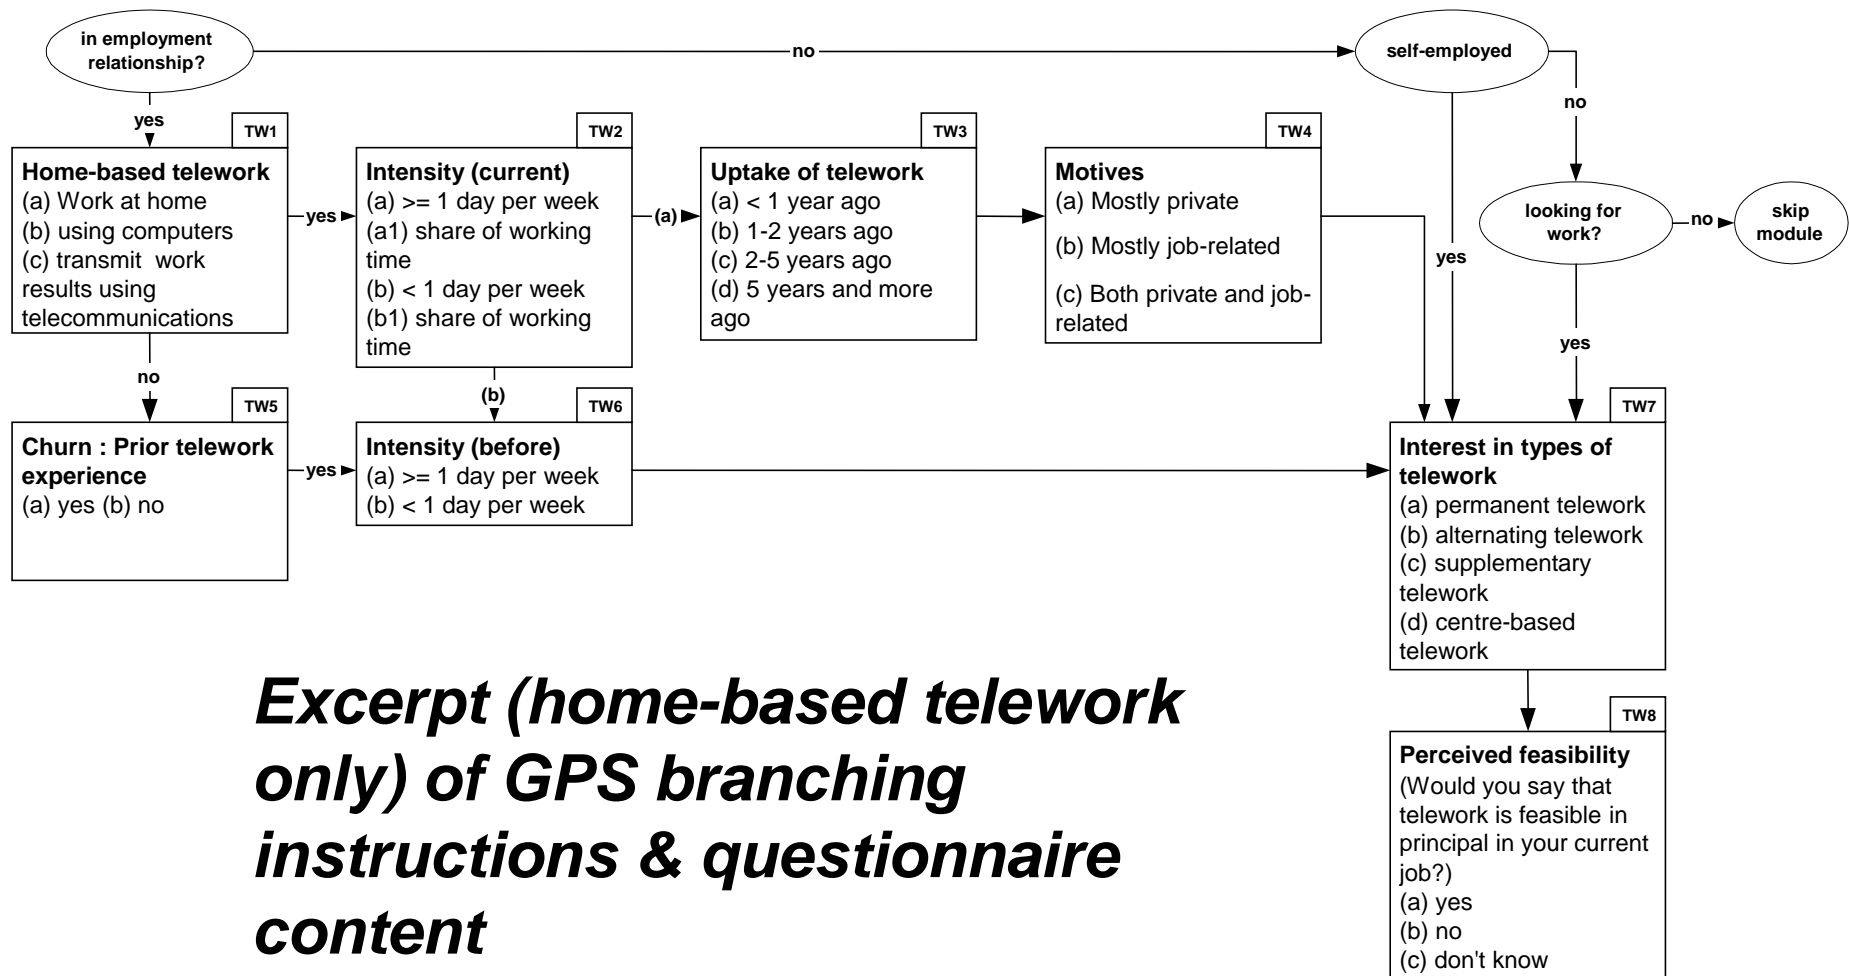 in employment
relationship?
no
self-employed
yes
no
TW1
Home-based telework
(a) Work at home
(b) using computers
(c) transmit work
results using
telecommunications
yes
TW2
Intensity (current)
(a) >= 1 day per week
(a1) share of working
time
(b) < 1 day per week
(b1) share of working
time
(a)
TW3
Uptake of telework
(a) < 1 year ago
(b) 1-2 years ago
(c) 2-5 years ago
(d) 5 years and more
ago
TW4
Motives
(a) Mostly private
(b) Mostly job-related
(c) Both private and job-
related
yes
looking for
work?
no
skip
module
yes
no
(b)
TW5
Churn : Prior telework
experience
(a) yes (b) no
yes
TW6
Intensity (before)
(a) >= 1 day per week
(b) < 1 day per week
TW7
Interest in types of
telework
(a) permanent telework
(b) alternating telework
(c) supplementary
telework
(d) centre-based
telework
TW8
Perceived feasibility
(Would you say that
telework is feasible in
principal in your current
job?)
(a) yes
(b) no
(c) don't know
Excerpt (home-based telework
only) of GPS branching
instructions & questionnaire
content